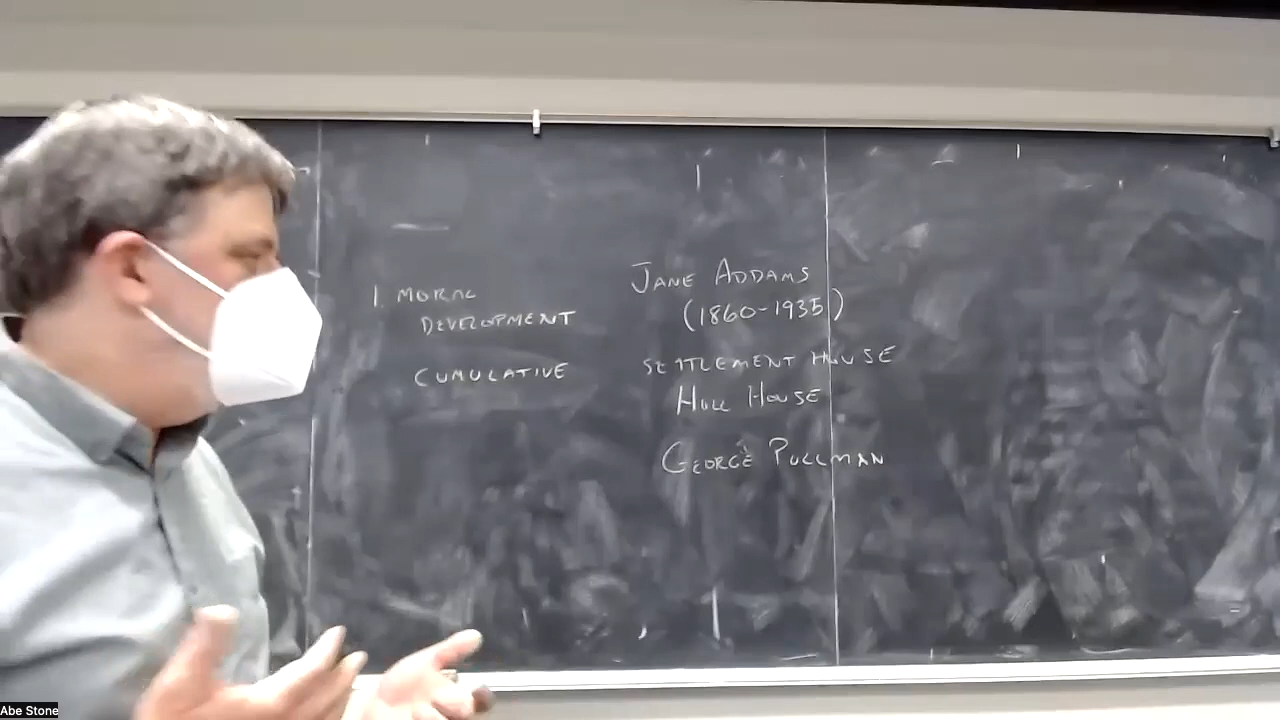 1. MORAL
DEVELOPMENT
CUMULATIVE
JANE ADDAMS
(1860-1935)
SETTLEMENT HOUSE
HULL HOUSE
GEORGE PULLMAN
Abe Stone